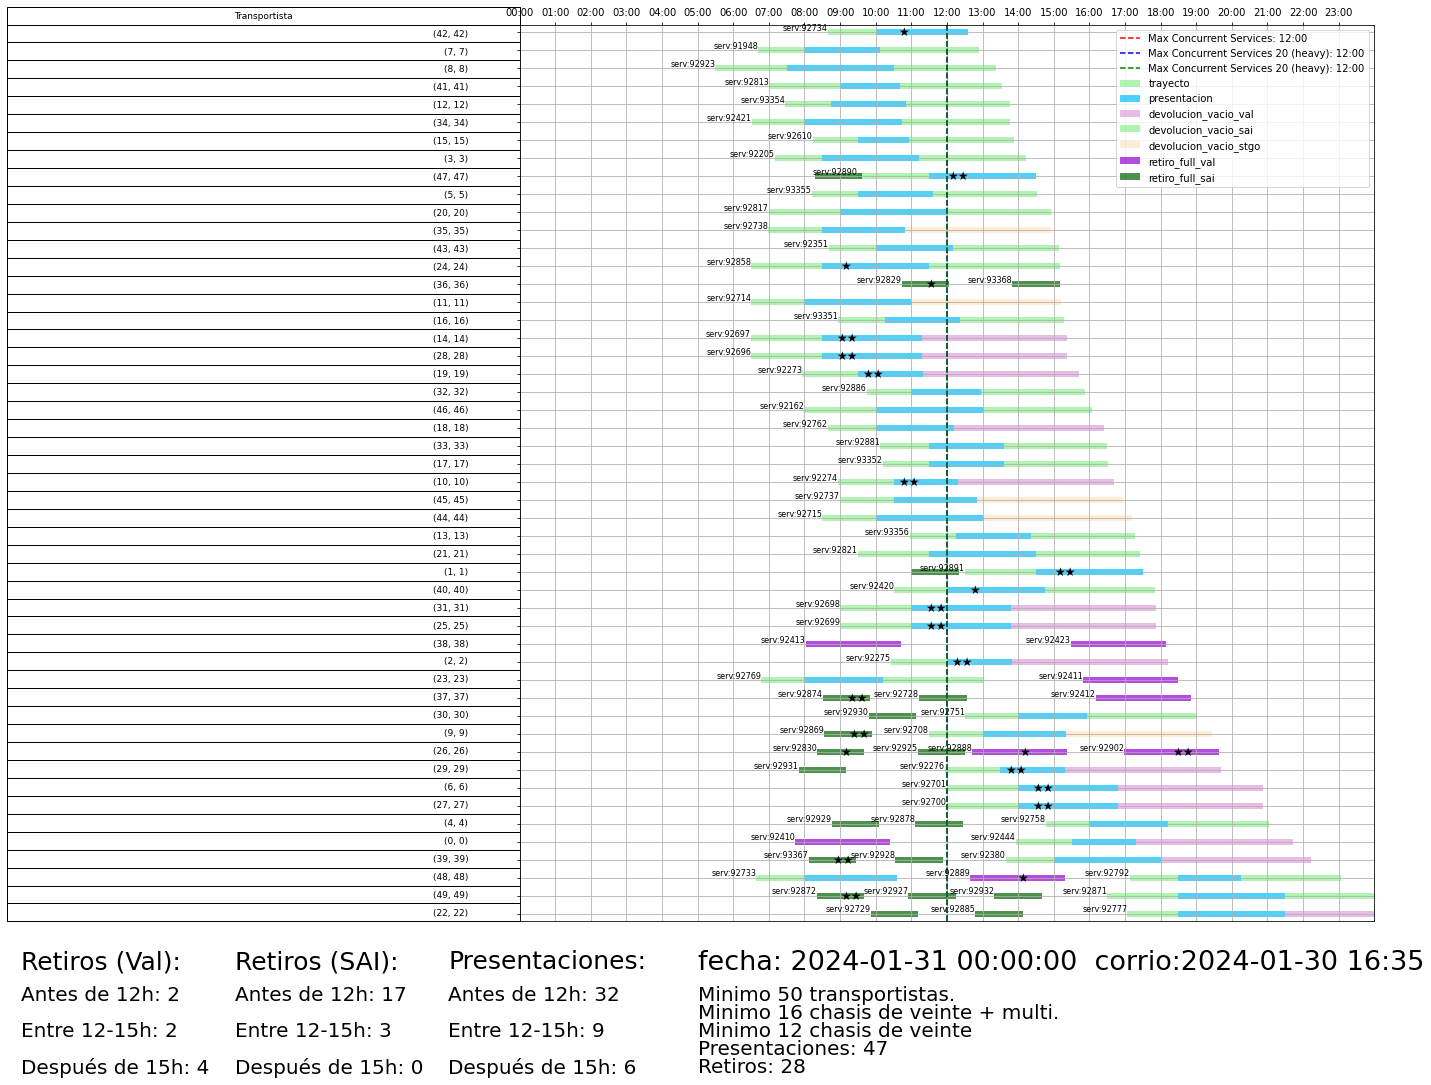 Transportista
00:00 01:00 02:00 03:00 04:00 05:00 06:00 07:00 08:00 09:00 10:00 11:00 12:00 13:00 14:00 15:00 16:00 17:00 18:00 19:00 20:00 21:00 22:00 23:00
Max Concurrent Services: 12:00
Max Concurrent Services 20 (heavy): 12:00
Max Concurrent Services 20 (heavy): 12:00
trayecto
presentacion
devolucion_vacio_val
devolucion_vacio_sai
devolucion_vacio_stgo
retiro_full_val
retiro_full_sai
(42, 42) serv:92734
(7, 7) serv:91948
(8, 8) serv:92923
(41, 41) serv:92813
(12, 12) serv:93354
(34, 34) serv:92421
(15, 15) serv:92610
(3, 3) serv:92205
(47, 47) serv:92890
(5, 5) serv:93355
(20, 20) serv:92817
(35, 35) serv:92738
(43, 43) serv:92351
(24, 24) serv:92858
(36, 36) serv:92829 serv:93368
(11, 11) serv:92714
(16, 16) serv:93351
(14, 14) serv:92697
(28, 28) serv:92696
(19, 19) serv:92273
(32, 32) serv:92886
(46, 46) serv:92162
(18, 18) serv:92762
(33, 33) serv:92881
(17, 17) serv:93352
(10, 10) serv:92274
(45, 45) serv:92737
(44, 44) serv:92715
(13, 13) serv:93356
(21, 21) serv:92821
(1, 1) serv:92891
(40, 40) serv:92420
(31, 31) serv:92698
(25, 25) serv:92699
(38, 38) serv:92413 serv:92423
(2, 2) serv:92275
(23, 23) serv:92769 serv:92411
(37, 37) serv:92874 serv:92728 serv:92412
(30, 30) serv:92930 serv:92751
(9, 9) serv:92869 serv:92708
(26, 26) serv:92830 serv:92925 serv:92888 serv:92902
(29, 29) serv:92931 serv:92276
(6, 6) serv:92701
(27, 27) serv:92700
(4, 4) serv:92929 serv:92878 serv:92758
(0, 0) serv:92410 serv:92444
(39, 39) serv:93367 serv:92928 serv:92380
(48, 48) serv:92733 serv:92889 serv:92792
(49, 49) serv:92872 serv:92927 serv:92932 serv:92871
(22, 22) serv:92729 serv:92885 serv:92777
Retiros (Val):
Antes de 12h: 2
Entre 12-15h: 2
Después de 15h: 4
Retiros (SAI):
Antes de 12h: 17
Entre 12-15h: 3
Después de 15h: 0
Presentaciones:
Antes de 12h: 32
Entre 12-15h: 9
Después de 15h: 6
fecha: 2024-01-31 00:00:00 corrio:2024-01-30 16:35
Minimo 50 transportistas.
Minimo 16 chasis de veinte + multi.
Minimo 12 chasis de veinte
Presentaciones: 47
Retiros: 28